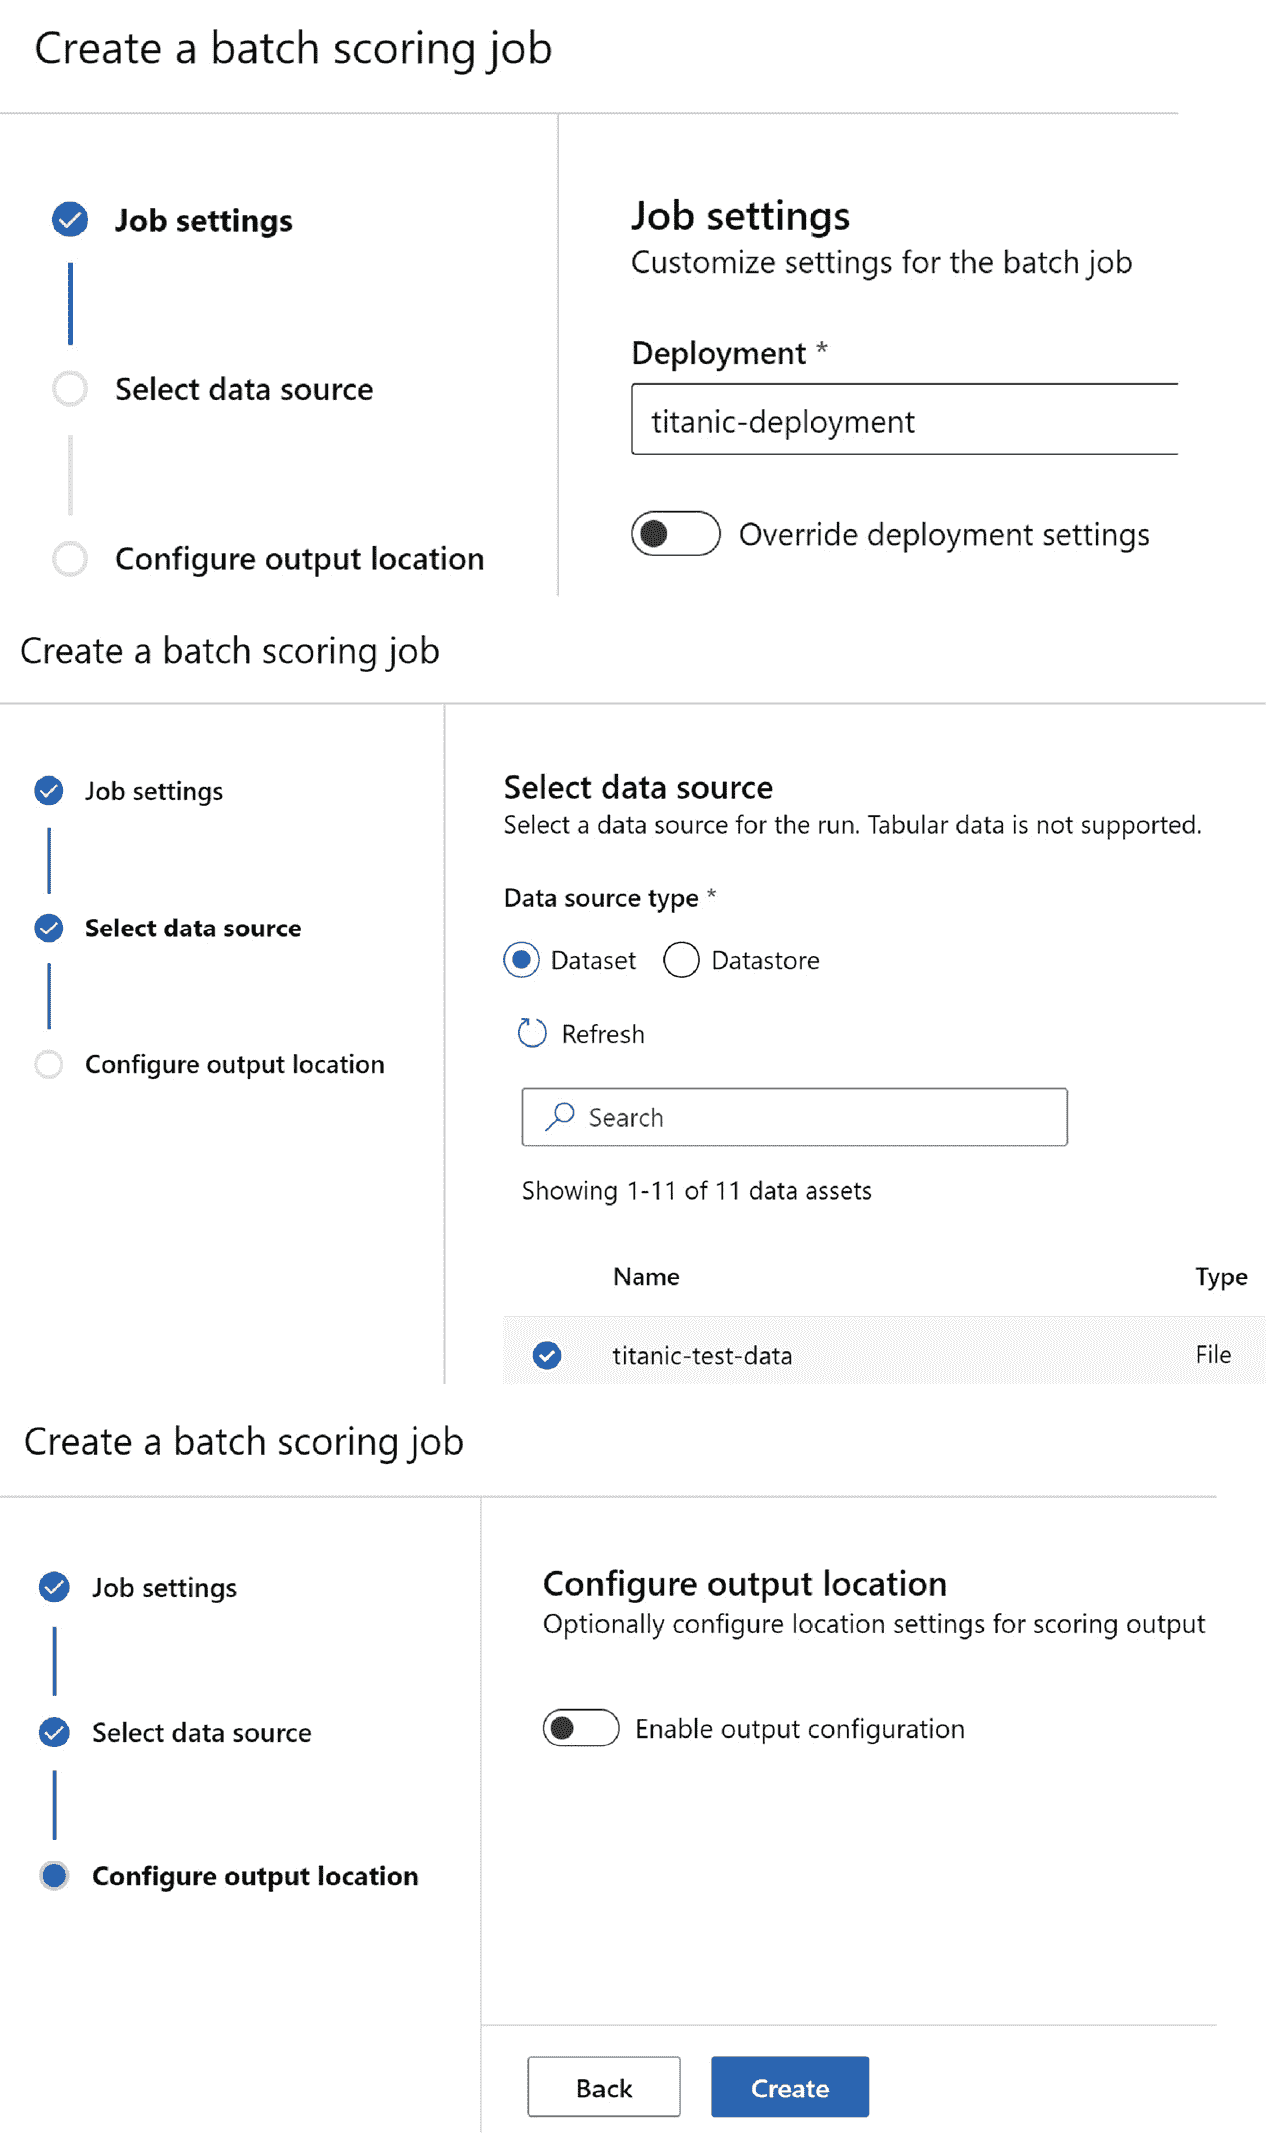 Create a batch scoring job
Job settings
Select data source
Configure output location
Job settings
Customize settings for the batch job
Deployment *
titanic-deployment
Override deployment settings
Create a batch scoring job
Job settings
Select data source
Configure output location
Select data source
Select a data source for the run. Tabular data is not supported.
Data source type *
Dataset Datastore
Refresh
Search
Showing 1-11 of 11 data assets
Name Type
titanic-test-data File
Create a batch scoring job
Job settings
Select data source
Configure output location
Configure output location
Optionally configure location settings for scoring output
Enable output configuration
Back Create